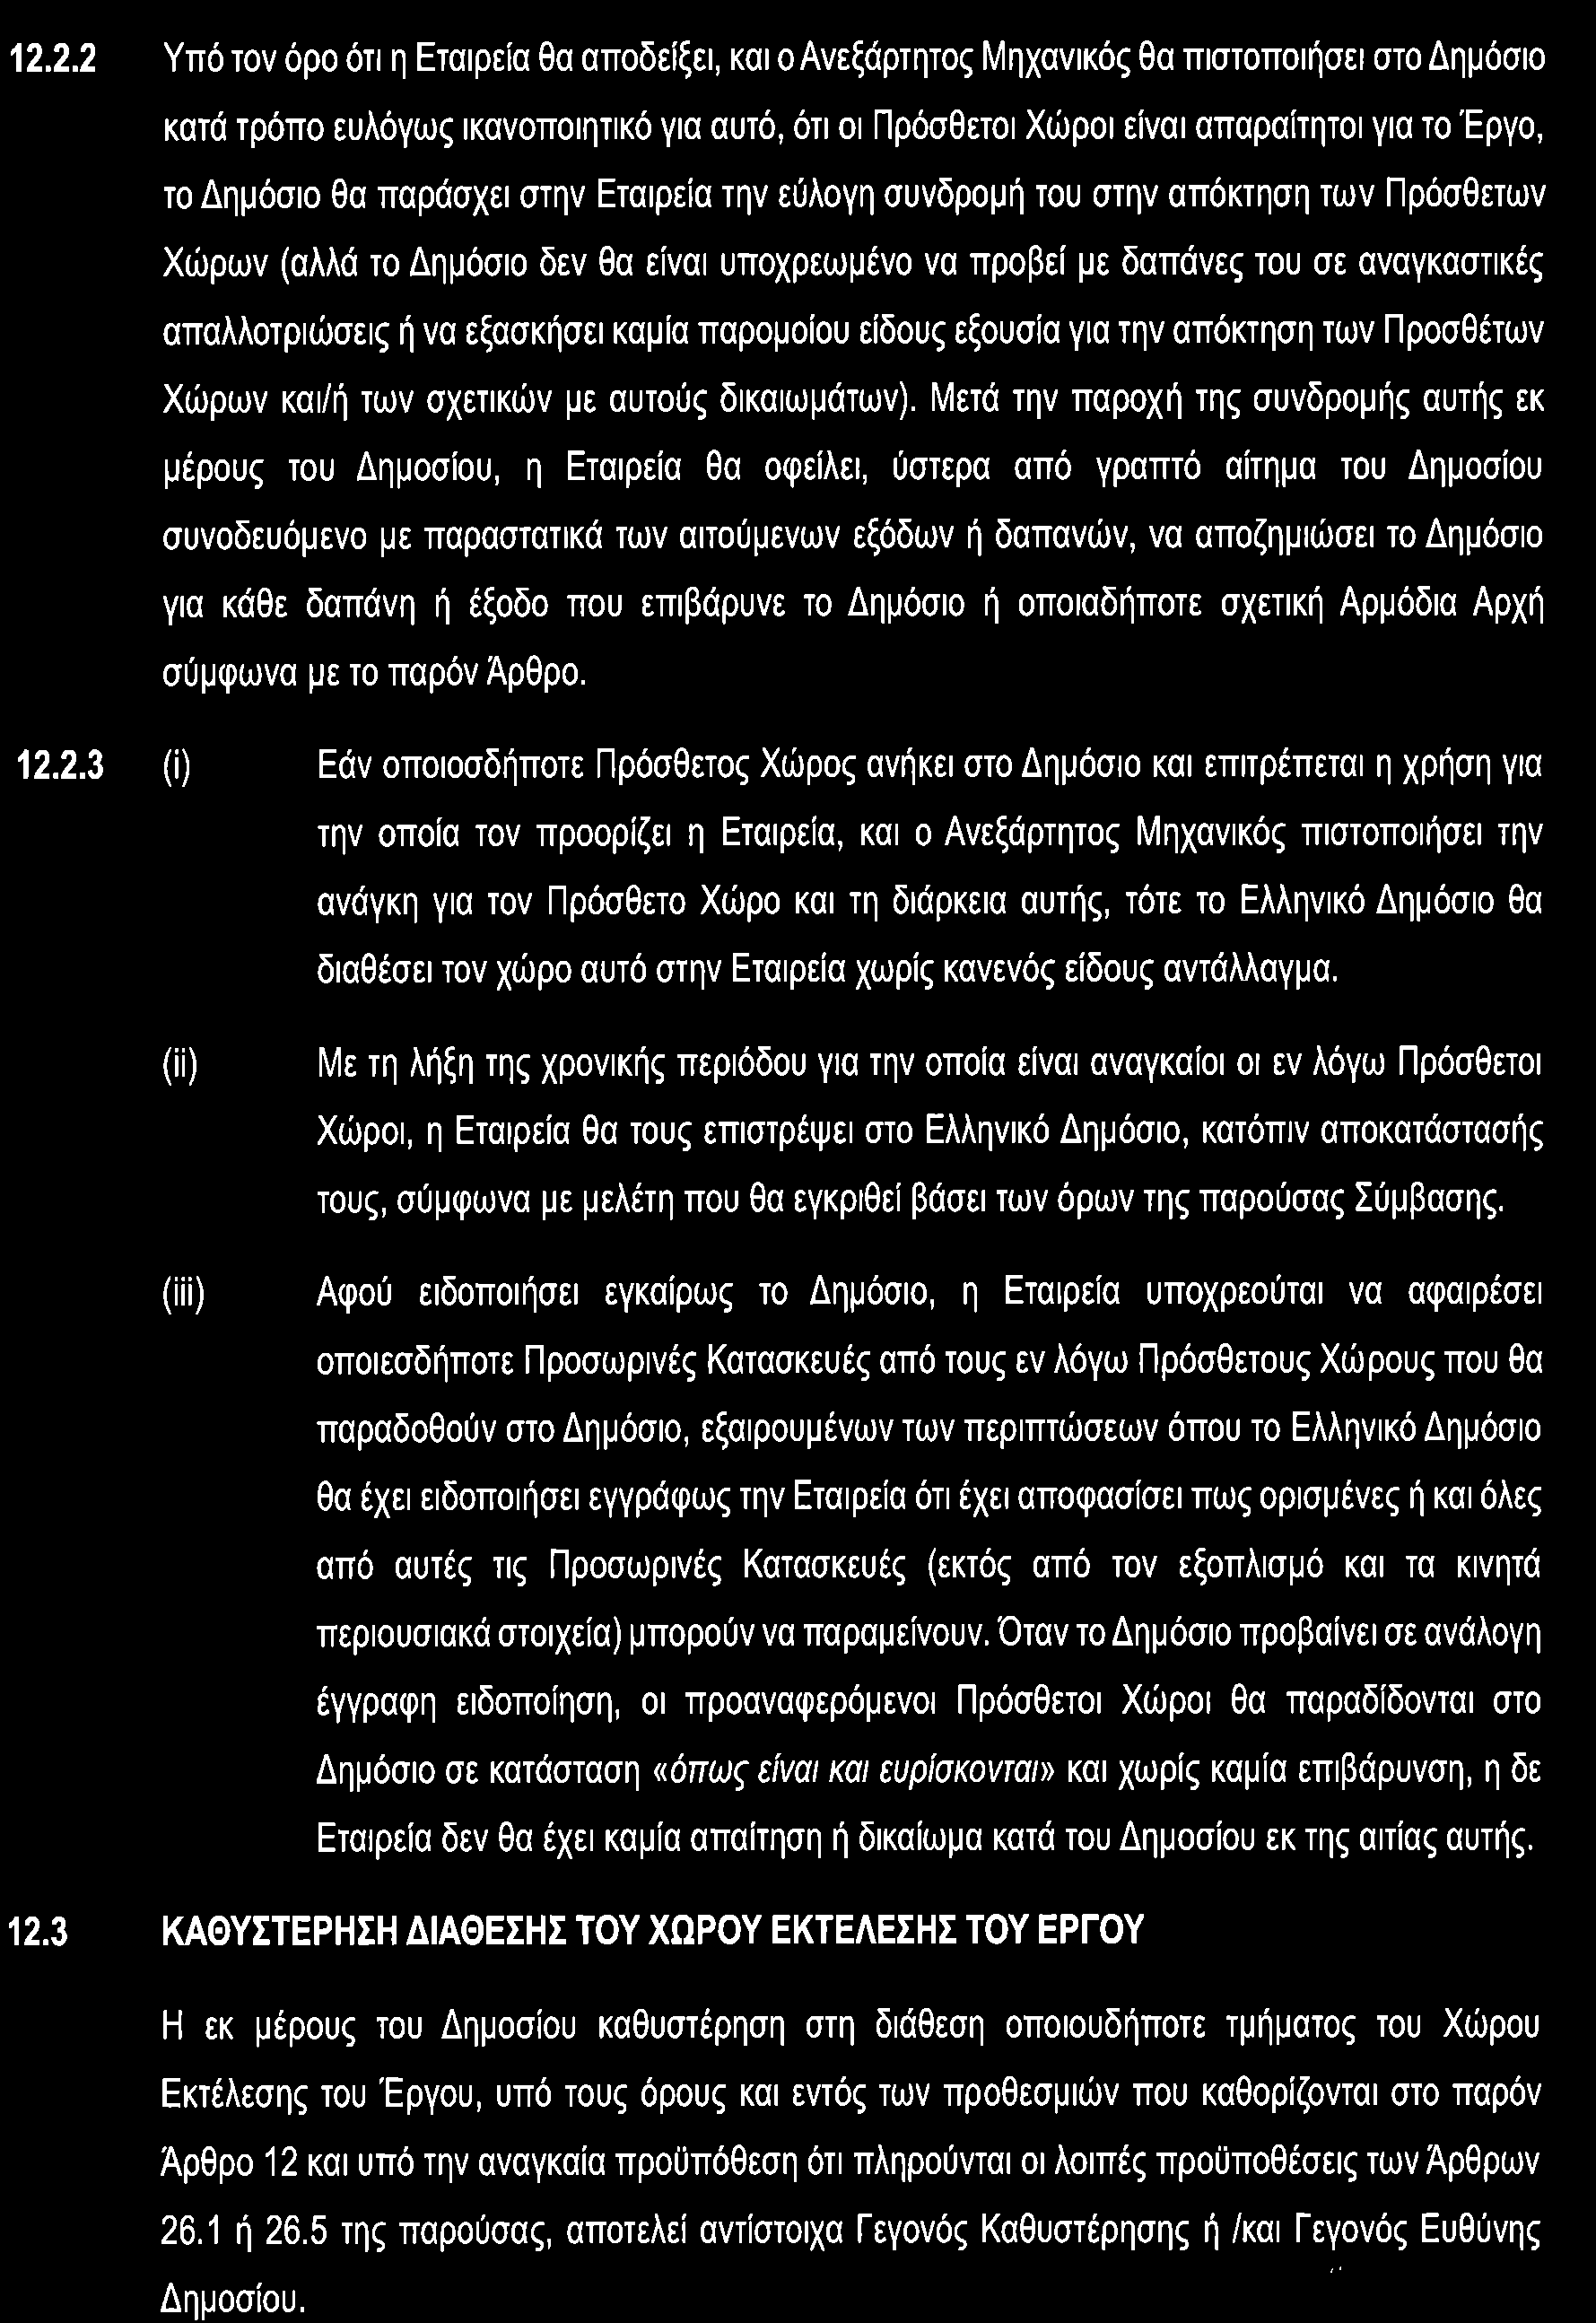 12.2.2 Υπό τον όρο ότι η Εταιρεία θα αποδείξει, και ο Ανεξάρτητος Μηχανικός θα πιστοποιήσει στο Δημόσιο
κατά τρόπο ευλόγως ικανοποιητικό για αυτό, ότι οι Πρόσθετοι Χώροι είναι απαραίτητοι για το Έργο,
το Δημόσιο θα παράσχει στην Εταιρεία την εύλογη συνδρομή του στην απόκτηση των Πρόσθετων
Χώρων (αλλά το Δημόσιο δεν θα είναι υποχρεωμένο να προβεί με δαπάνες του σε αναγκαστικές
απαλλοτριώσεις ή να εξασκήσει καμία παρομοίου είδους εξουσία για την απόκτηση των Προσθέτων
Χώρων και/ή των σχετικών με αυτούς δικαιωμάτων). Μετά την παροχή της συνδρομής αυτής εκ
μέρους του Δημοσίου, η Εταιρεία θα οφείλει, ύστερα από γραπτό αίτημα του Δημοσίου
συνοδευόμενο με παραστατικά των αιτούμενων εξόδων ή δαπανών, να αποζημιώσει το Δημόσιο
για κάθε δαπάνη ή έξοδο που επιβάρυνε το Δημόσιο ή οποιαδήποτε σχετική Αρμόδια Αρχή
σύμφωνα με το παρόν Άρθρο.
12.2.3 (i) Εάν οποιοσδήποτε Πρόσθετος Χώρος ανήκει στο Δημόσιο και επιτρέπεται η χρήση για
την οποία τον προορίζει η Εταιρεία, και ο Ανεξάρτητος Μηχανικός πιστοποιήσει την
ανάγκη για τον Πρόσθετο Χώρο και τη διάρκεια αυτής, τότε το Ελληνικό Δημόσιο θα
διαθέσει τον χώρο αυτό στην Εταιρεία χωρίς κανενός είδους αντάλλαγμα.
(ii) Με τη λήξη της χρονικής περιόδου για την οποία είναι αναγκαίοι οι εν λόγω Πρόσθετοι
Χώροι, η Εταιρεία θα τους επιστρέψει στο Ελληνικό Δημόσιο, κατόπιν αποκατάστασής
τους, σύμφωνα με μελέτη που θα εγκριθεί βάσει των όρων της παρούσας Σύμβασης.
(iii) Αφού ειδοποιήσει εγκαίρως το Δημόσιο, η Εταιρεία υποχρεούται να αφαιρέσει
οποιεσδήποτε Προσωρινές Κατασκευές από τους εν λόγω Πρόσθετους Χώρους που θα
παραδοθούν στο Δημόσιο, εξαιρουμένων των περιπτώσεων όπου το Ελληνικό Δημόσιο
θα έχει ειδοποιήσει εγγράφως την Εταιρεία ότι έχει αποφασίσει πως ορισμένες ή και όλες
από αυτές τις Προσωρινές Κατασκευές (εκτός από τον εξοπλισμό και τα κινητά
περιουσιακά στοιχεία) μπορούν να παραμείνουν. Όταν το Δημόσιο προβαίνει σε ανάλογη
έγγραφη ειδοποίηση, οι προαναφερόμενοι Πρόσθετοι Χώροι θα παραδίδονται στο
Δημόσιο σε κατάσταση «όπως είναι και ευρίσκονται» και χωρίς καμία επιβάρυνση, η δε
Εταιρεία δεν θα έχει καμία απαίτηση ή δικαίωμα κατά του Δημοσίου εκ της αιτίας αυτής.
12.3 ΚΑΘΥΣΤΕΡΗΣΗ ΔΙΑΘΕΣΗΣ ΤΟΥ ΧΩΡΟΥ ΕΚΤΕΛΕΣΗΣ ΤΟΥ ΕΡΓΟΥ
Η εκ μέρους του Δημοσίου καθυστέρηση στη διάθεση οποιουδήποτε τμήματος του Χώρου
Εκτέλεσης του Έργου, υπό τους όρους και εντός των προθεσμιών που καθορίζονται στο παρόν
Άρθρο 12 και υπό την αναγκαία προϋπόθεση ότι πληρούνται οι λοιπές προϋποθέσεις των Άρθρων
26.1 ή 26.5 της παρούσας, αποτελεί αντίστοιχα Γεγονός Καθυστέρησης ή /και Γεγονός Ευθύνης
Δημοσίου.